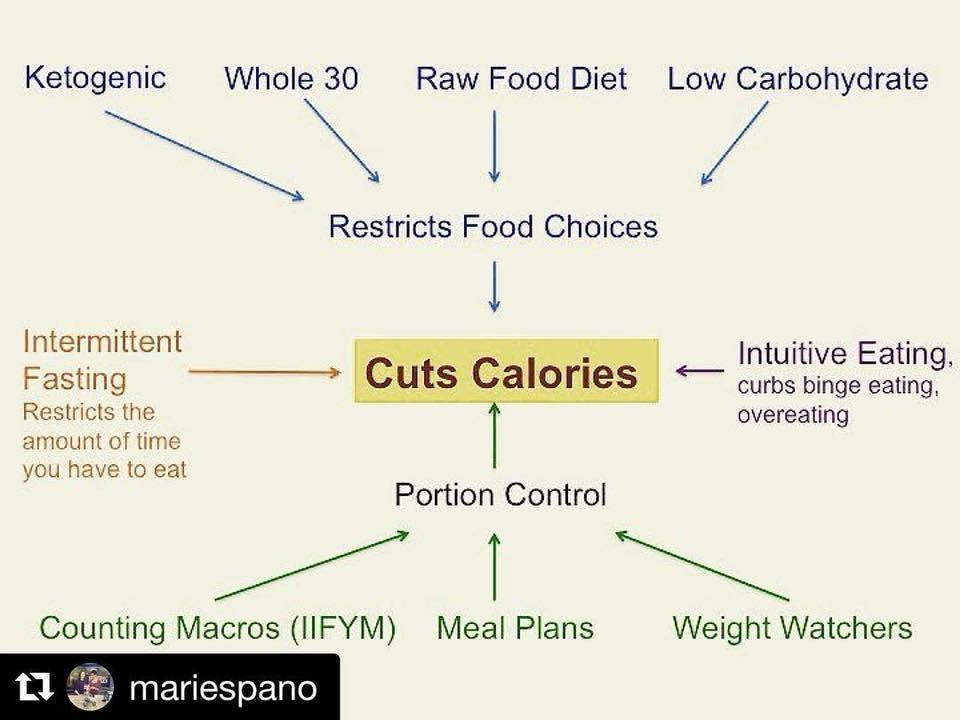 Ketogenic
Whole 30
Raw Food Diet
Low Carbohydrate
Restricts Food Choices
Intermittent
Fasting
Restricts the
amount of time
you have to eat
Cuts Calories
Intuitive Eating,
curbs binge eating,
overeating
Portion Control
Counting Macros (IIFYM)
Meal Plans
Weight Watchers
mariespano